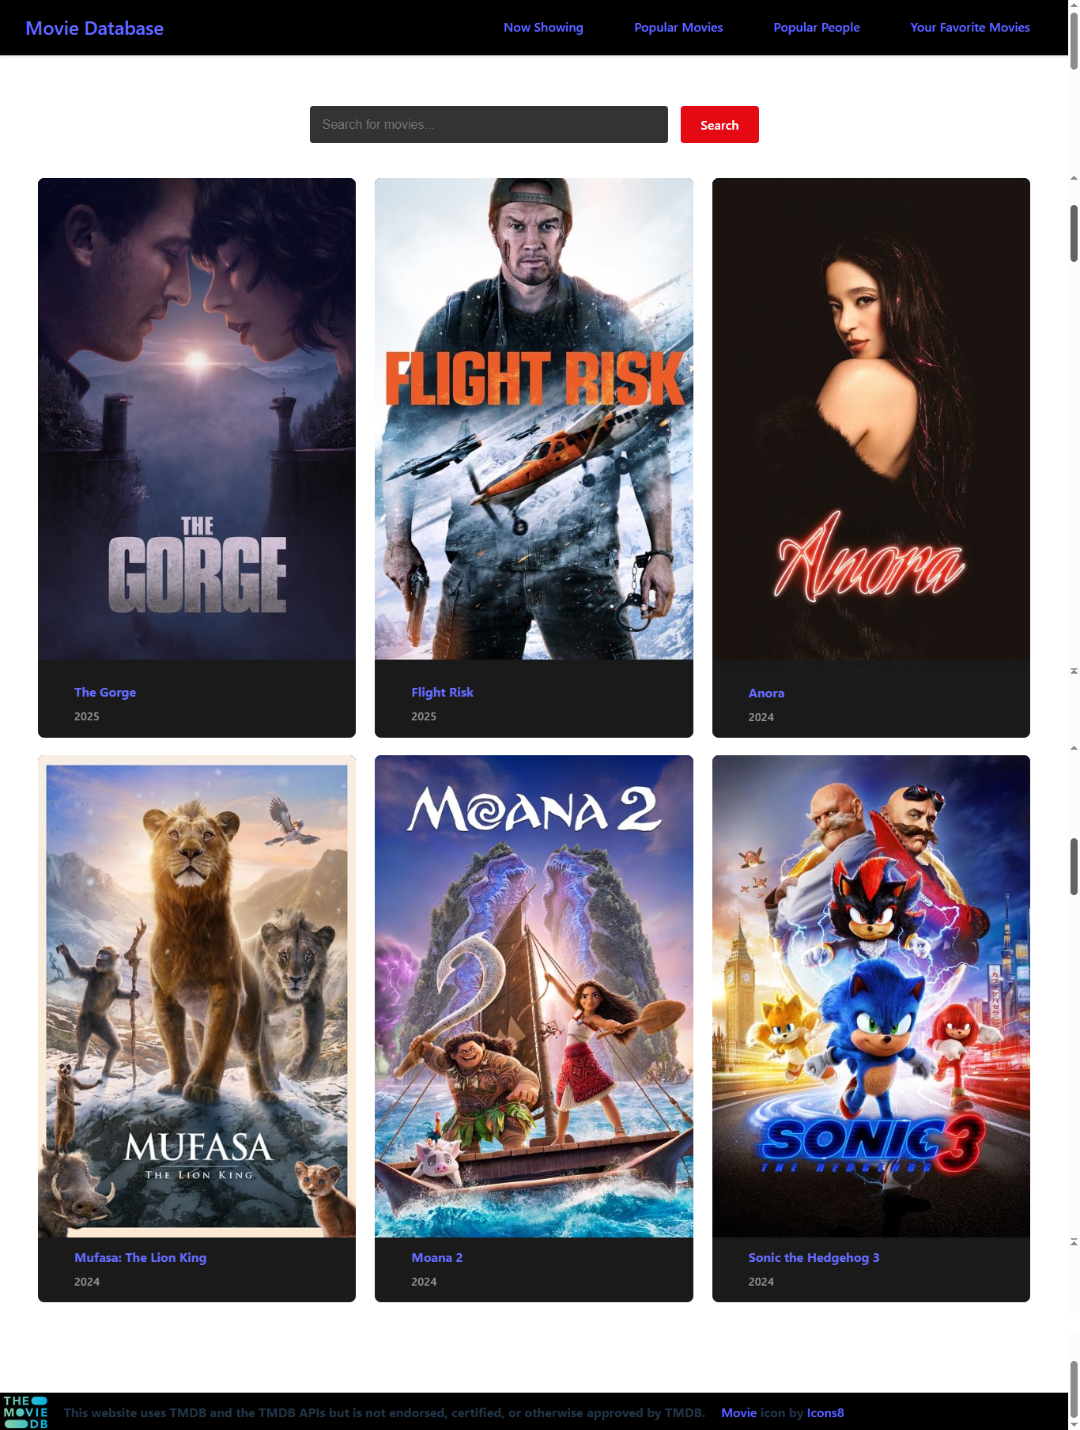 Movie Database
Now Showing
Popular Movies
Popular People
Your Favorite Movies
Search for movies...
Search
THE
GORGE
FLIGHT RISK
Anora
The Gorge
2025
Flight Risk
2025
Anora
2024
MUFASA
THE LION KING
MOANA 2
SONIC 3
THE HEDGEHOG
Mufasa: The Lion King
2024
Moana 2
2024
Sonic the Hedgehog 3
2024
THE
MOVIE
DB
This website uses TMDB and the TMDB APIs but is not endorsed, certified, or otherwise approved by TMDB.
Movie icon by Icons8